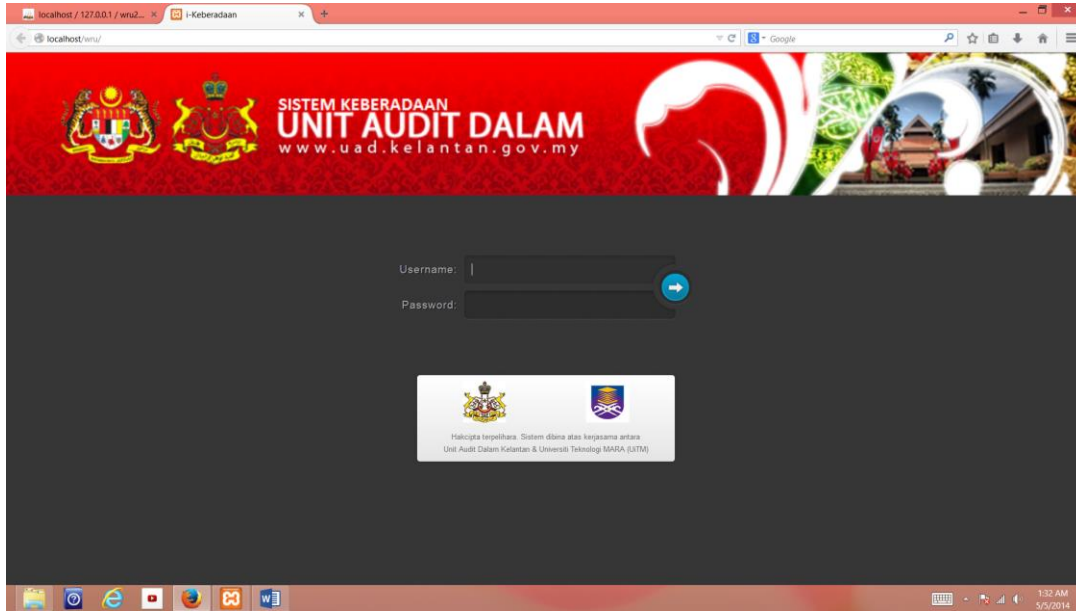 localhost / 127.0.0.1 / wru2...
i-Keberadaan
localhost/wru/
Google
SISTEM KEBERADAAN
UNIT AUDIT DALAM
www.uad.kelantan.gov.my
Username:
Password:
Hakcipta terpelihara. Sistem dibina atas kerjasama antara
Unit Audit Dalam Kelantan & Universiti Teknologi MARA (UiTM)
1:32 AM
5/5/2014